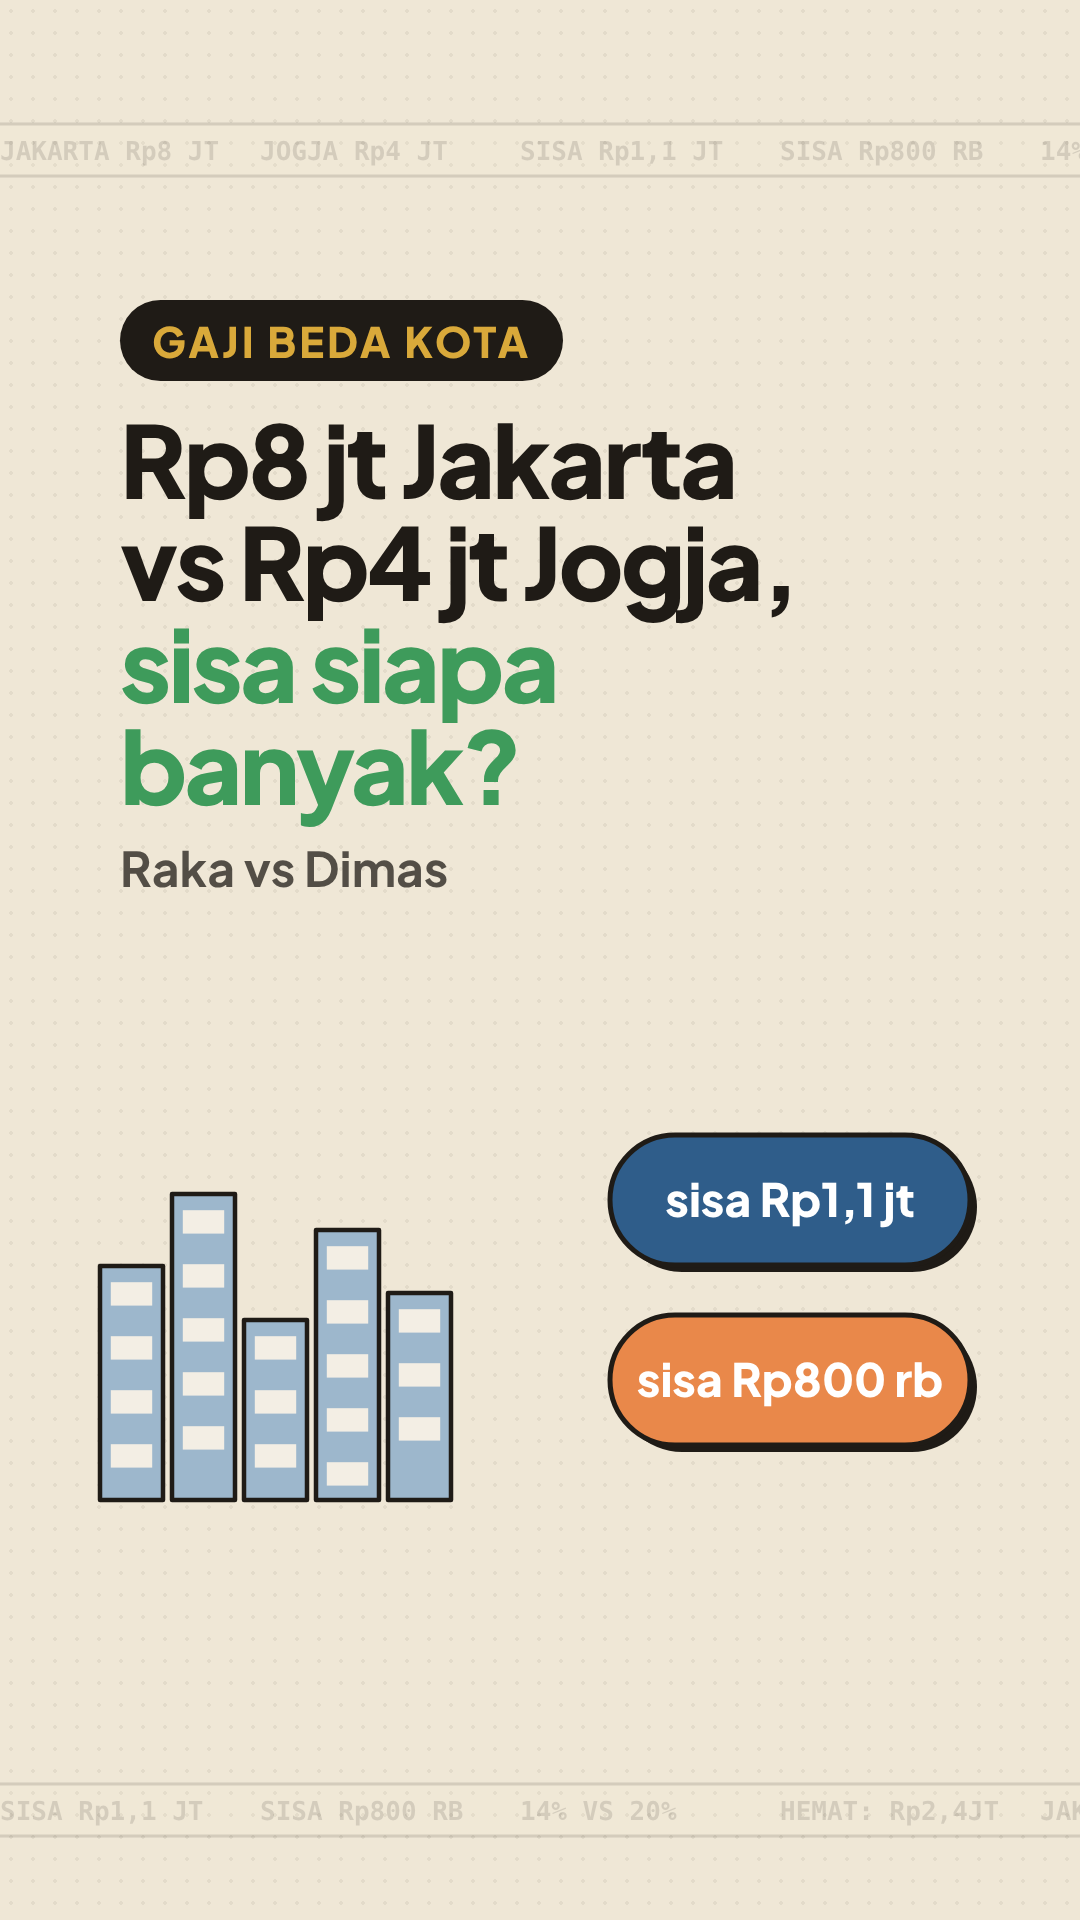 JAKARTA Rp8 JT JOGJA Rp4 JT SISA Rp1,1 JT SISA Rp800 RB 14%
GAJI BEDA KOTA
Rp8 jt Jakarta
vs Rp4 jt Jogja,
sisa siapa
banyak?
Raka vs Dimas
sisa Rp1,1 jt
sisa Rp800 rb
SISA Rp1,1 JT SISA Rp800 RB 14% VS 20% HEMAT: Rp2,4JT JAK